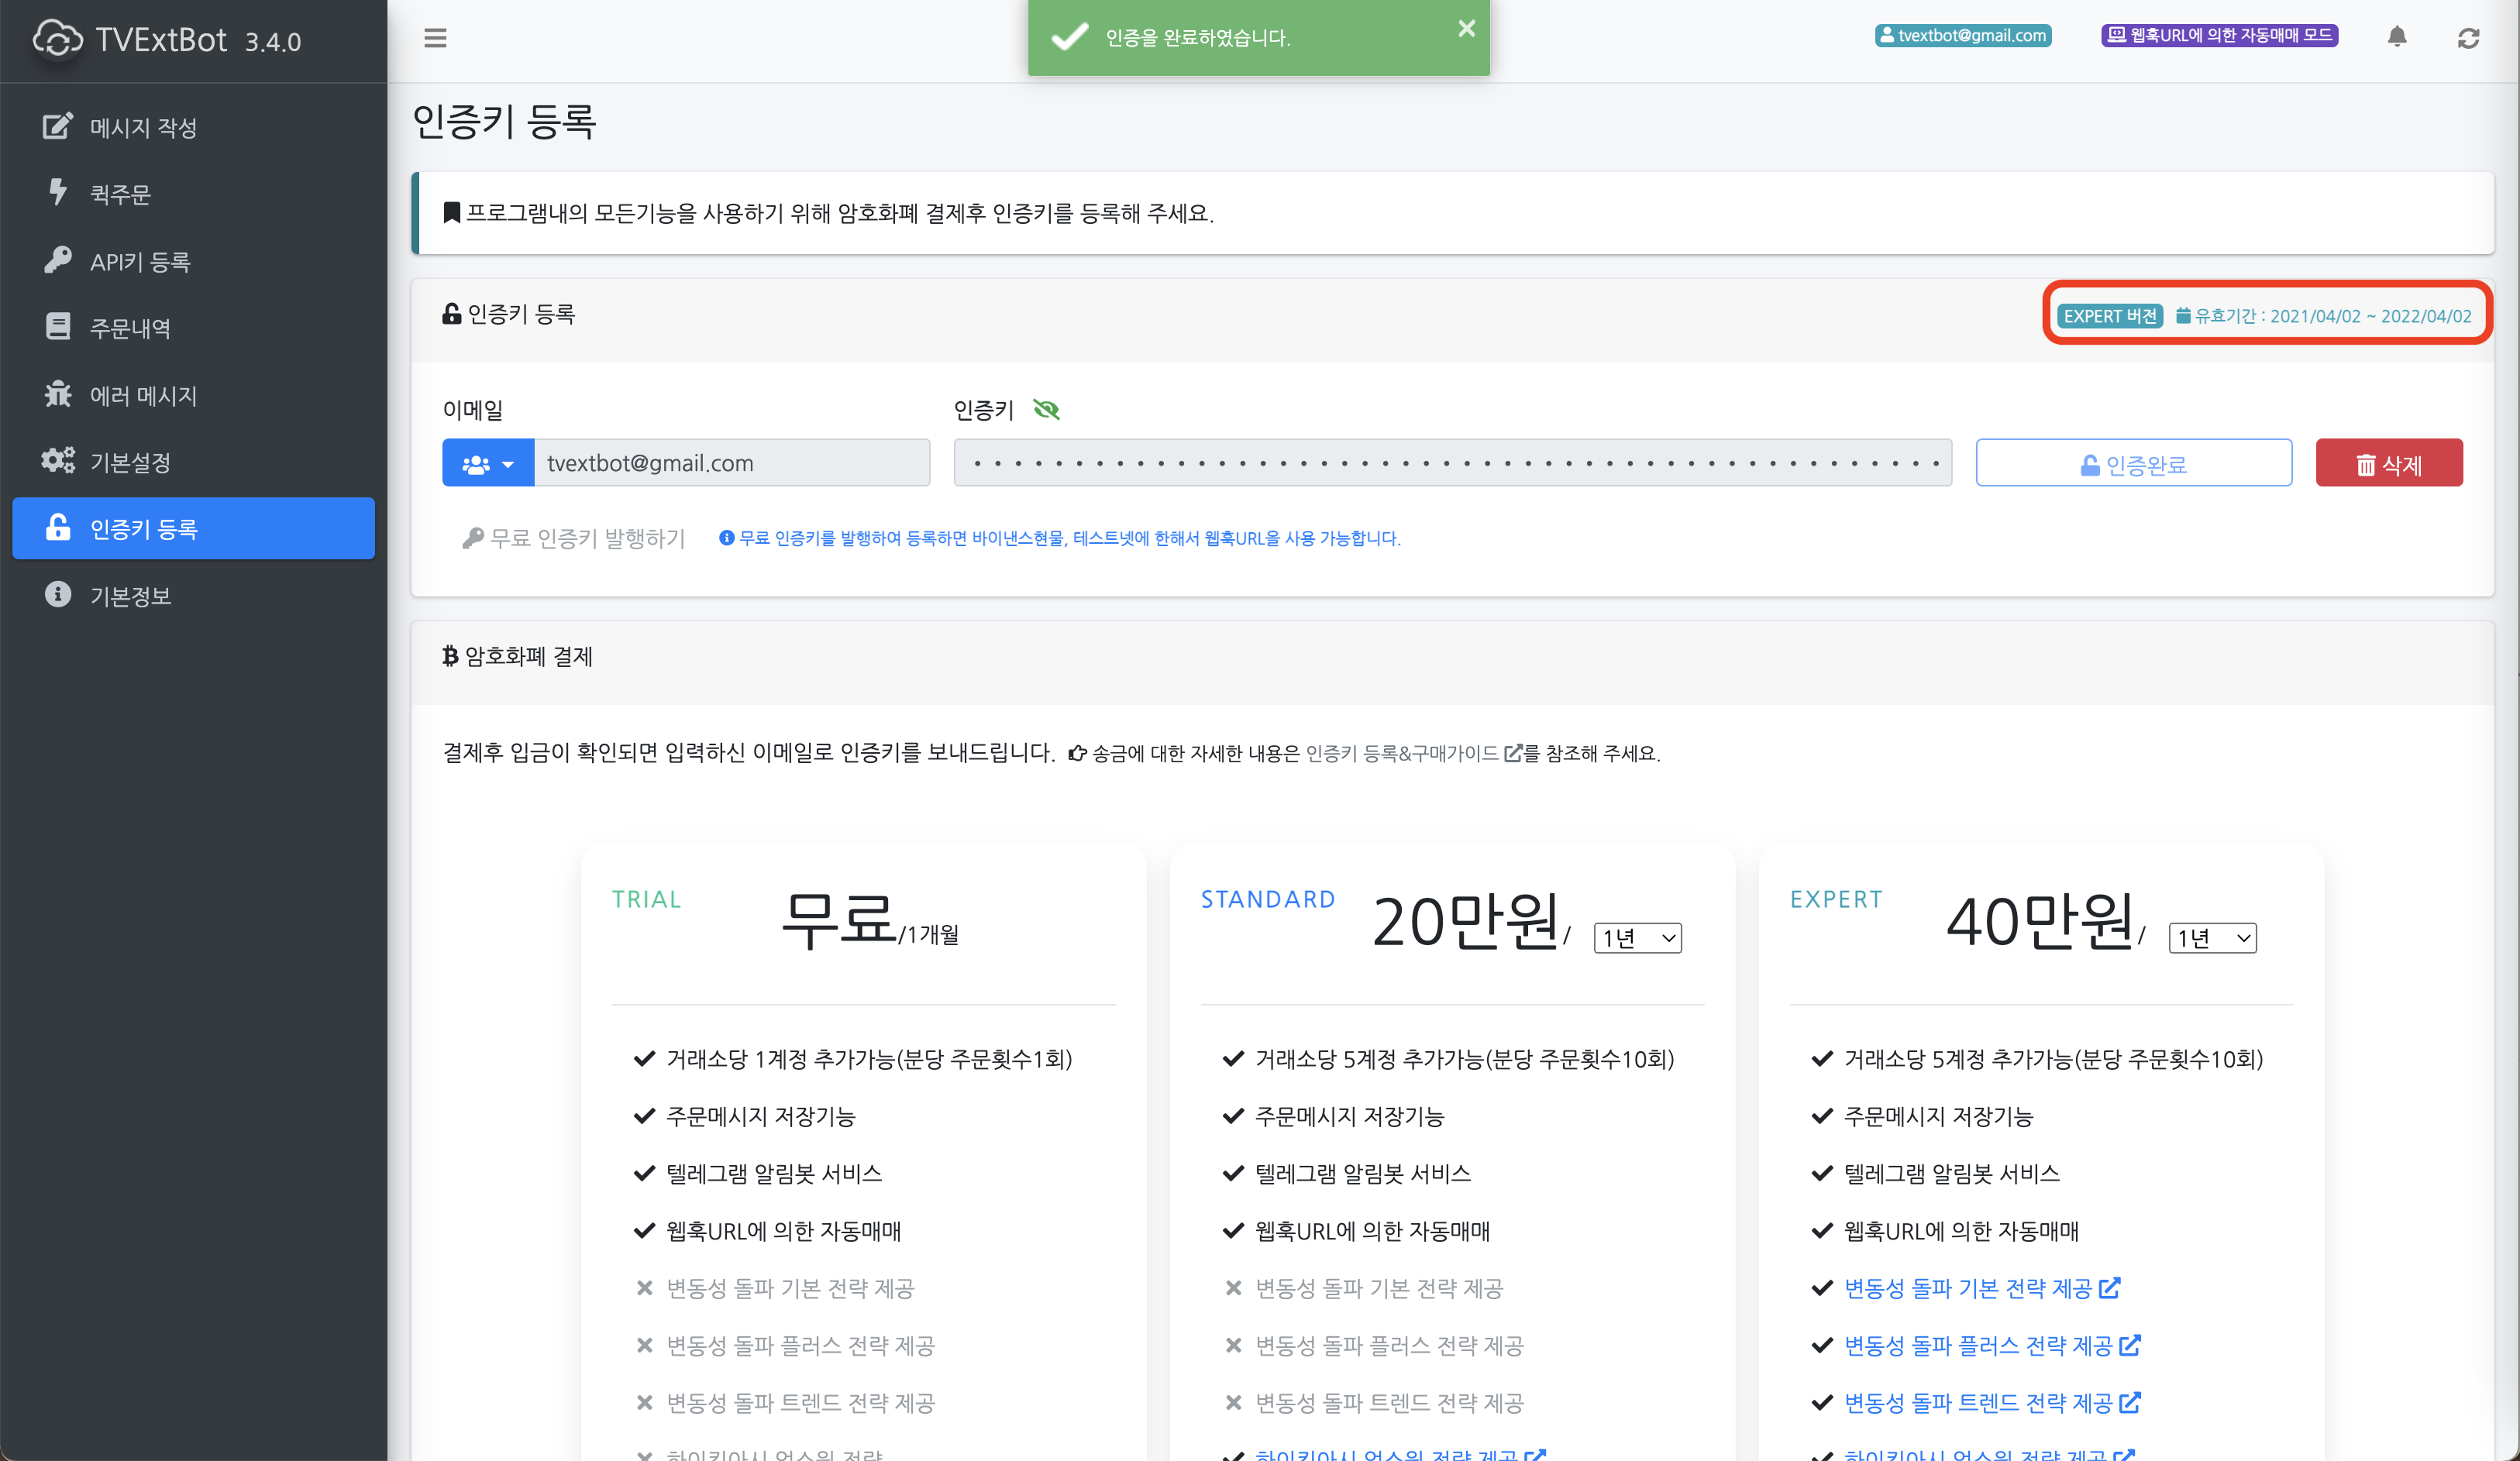 TVExtBot 3.4.0
인증을 완료하였습니다.
tvextbot@gmail.com
웹훅URL에 의한 자동매매 모드
메시지 작성
퀵주문
API키 등록
주문내역
에러 메시지
기본설정
인증키 등록
기본정보
인증키 등록
프로그램내의 모든기능을 사용하기 위해 암호화폐 결제후 인증키를 등록해 주세요.
인증키 등록
EXPERT 버전 유효기간 : 2021/04/02 ~ 2022/04/02
이메일
인증키
tvextbot@gmail.com
인증완료
삭제
무료 인증키 발행하기
무료 인증키를 발행하여 등록하면 바이낸스현물, 테스트넷에 한해서 웹훅URL을 사용 가능합니다.
암호화폐 결제
결제후 입금이 확인되면 입력하신 이메일로 인증키를 보내드립니다. 송금에 대한 자세한 내용은 인증키 등록&구매가이드 를 참조해 주세요.
TRIAL
무료/1개월
거래소당 1계정 추가가능(분당 주문횟수1회)
주문메시지 저장기능
텔레그램 알림봇 서비스
웹훅URL에 의한 자동매매
변동성 돌파 기본 전략 제공
변동성 돌파 플러스 전략 제공
변동성 돌파 트렌드 전략 제공
STANDARD
20만원/ 1년
거래소당 5계정 추가가능(분당 주문횟수10회)
주문메시지 저장기능
텔레그램 알림봇 서비스
웹훅URL에 의한 자동매매
변동성 돌파 기본 전략 제공
변동성 돌파 플러스 전략 제공
변동성 돌파 트렌드 전략 제공
EXPERT
40만원/ 1년
거래소당 5계정 추가가능(분당 주문횟수10회)
주문메시지 저장기능
텔레그램 알림봇 서비스
웹훅URL에 의한 자동매매
변동성 돌파 기본 전략 제공
변동성 돌파 플러스 전략 제공
변동성 돌파 트렌드 전략 제공